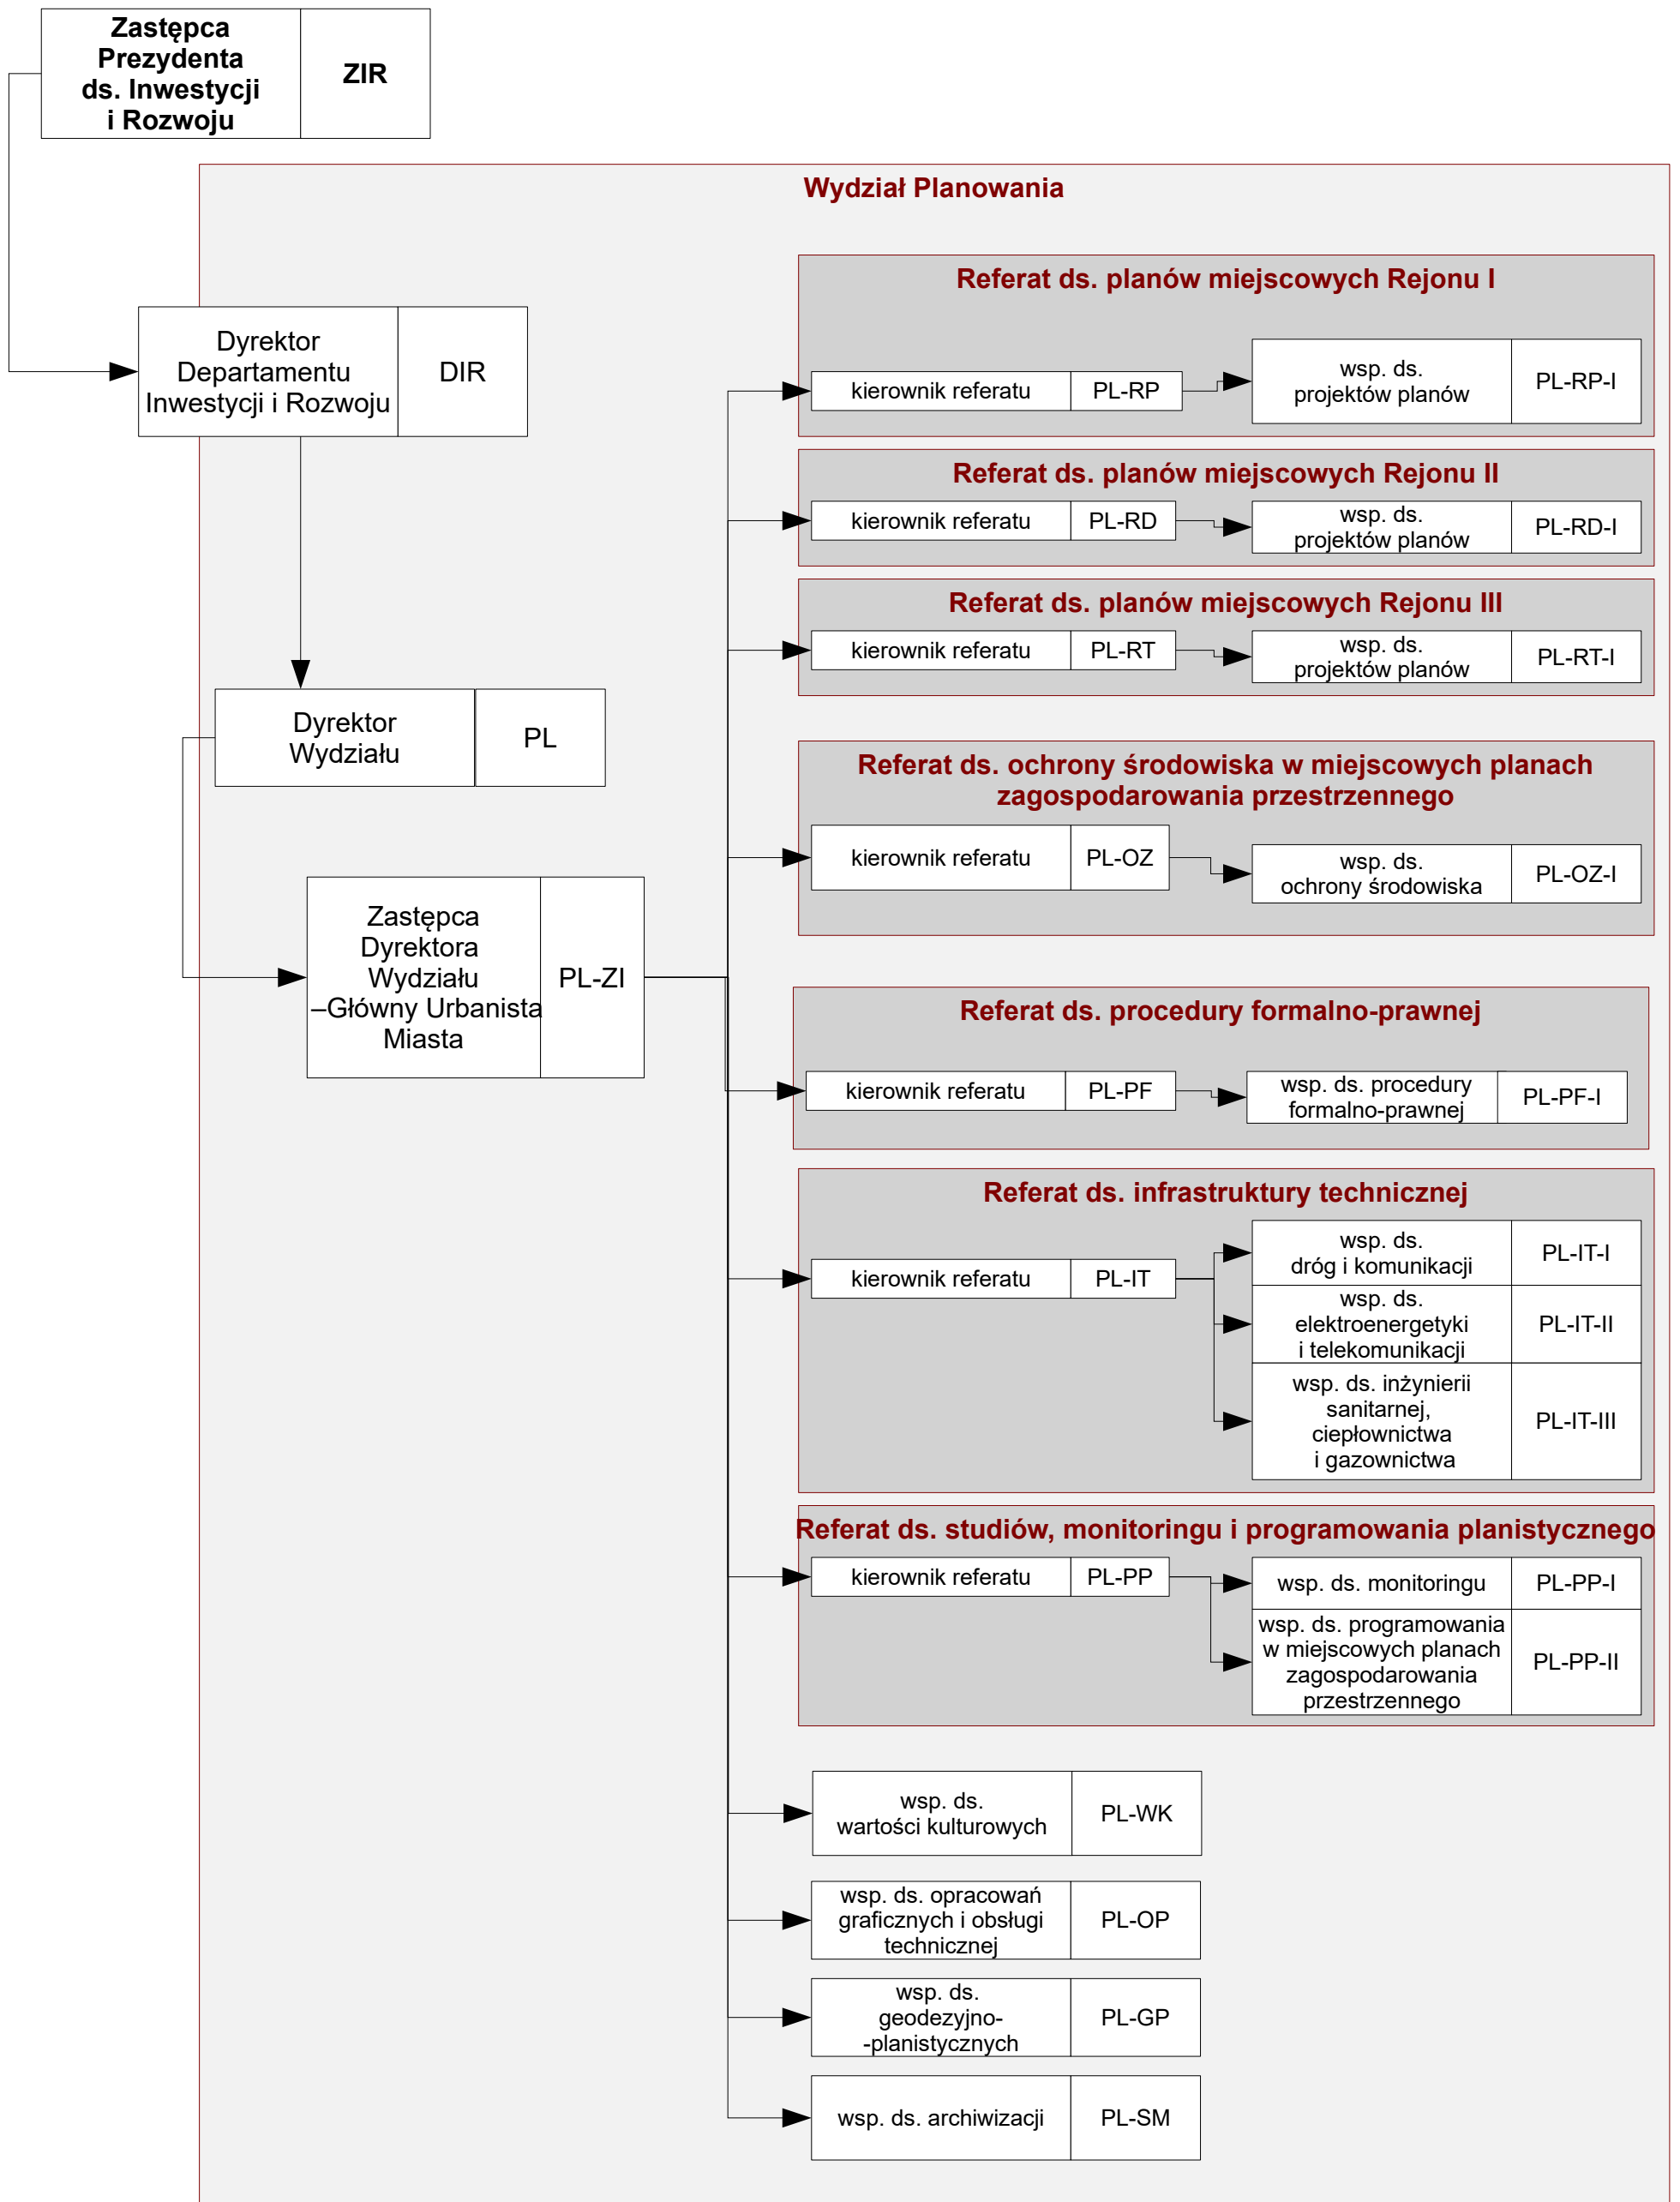 Zastępca
Prezydenta
ds. Inwestycji
i Rozwoju
ZIR
Wydział Planowania
Dyrektor
Departamentu
Inwestycji i Rozwoju
DIR
Dyrektor
Wydziału
PL
Zastępca
Dyrektora
Wydziału
–Główny Urbanista
Miasta
PL-ZI
Referat ds. planów miejscowych Rejonu I
kierownik referatu
PL-RP
wsp. ds.
projektów planów
PL-RP-I
Referat ds. planów miejscowych Rejonu II
kierownik referatu
PL-RD
wsp. ds.
projektów planów
PL-RD-I
Referat ds. planów miejscowych Rejonu III
kierownik referatu
PL-RT
wsp. ds.
projektów planów
PL-RT-I
Referat ds. ochrony środowiska w miejscowych planach
zagospodarowania przestrzennego
kierownik referatu
PL-OZ
wsp. ds.
ochrony środowiska
PL-OZ-I
Referat ds. procedury formalno-prawnej
kierownik referatu
PL-PF
wsp. ds. procedury
formalno-prawnej
PL-PF-I
Referat ds. infrastruktury technicznej
kierownik referatu
PL-IT
wsp. ds.
dróg i komunikacji
PL-IT-I
wsp. ds.
elektroenergetyki
i telekomunikacji
PL-IT-II
wsp. ds. inżynierii
sanitarnej,
ciepłownictwa
i gazownictwa
PL-IT-III
Referat ds. studiów, monitoringu i programowania planistycznego
kierownik referatu
PL-PP
wsp. ds. monitoringu
PL-PP-I
wsp. ds. programowania
w miejscowych planach
zagospodarowania
przestrzennego
PL-PP-II
wsp. ds.
wartości kulturowych
PL-WK
wsp. ds. opracowań
graficznych i obsługi
technicznej
PL-OP
wsp. ds.
geodezyjno-
-planistycznych
PL-GP
wsp. ds. archiwizacji
PL-SM